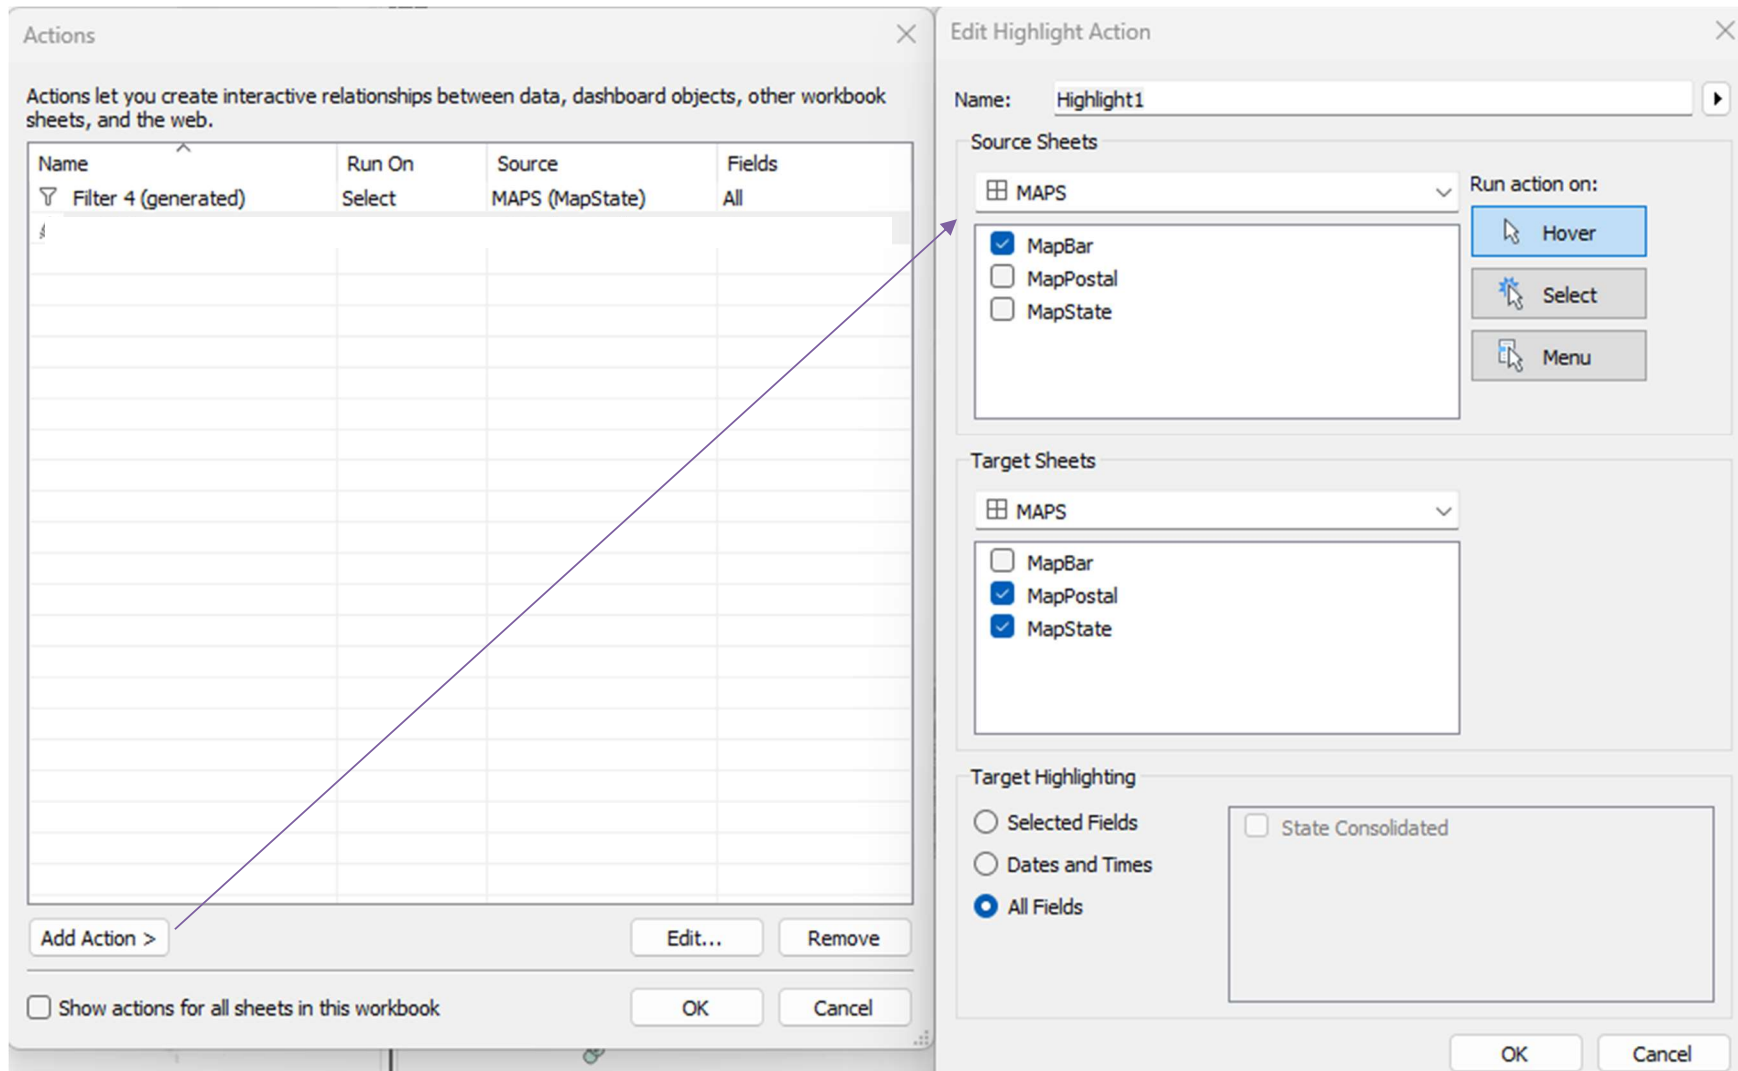 Actions
Actions let you create interactive relationships between data, dashboard objects, other workbook
sheets, and the web.
Name Run On Source Fields
Filter 4 (generated) Select MAPS (MapState) All
Add Action >
Edit...
Remove
Show actions for all sheets in this workbook
OK
Cancel
Edit Highlight Action
Name: Highlight1
Source Sheets
MAPS
MapBar
MapPostal
MapState
Run action on:
Hover
Select
Menu
Target Sheets
MAPS
MapBar
MapPostal
MapState
Target Highlighting
Selected Fields
Dates and Times
All Fields
State Consolidated
OK
Cancel